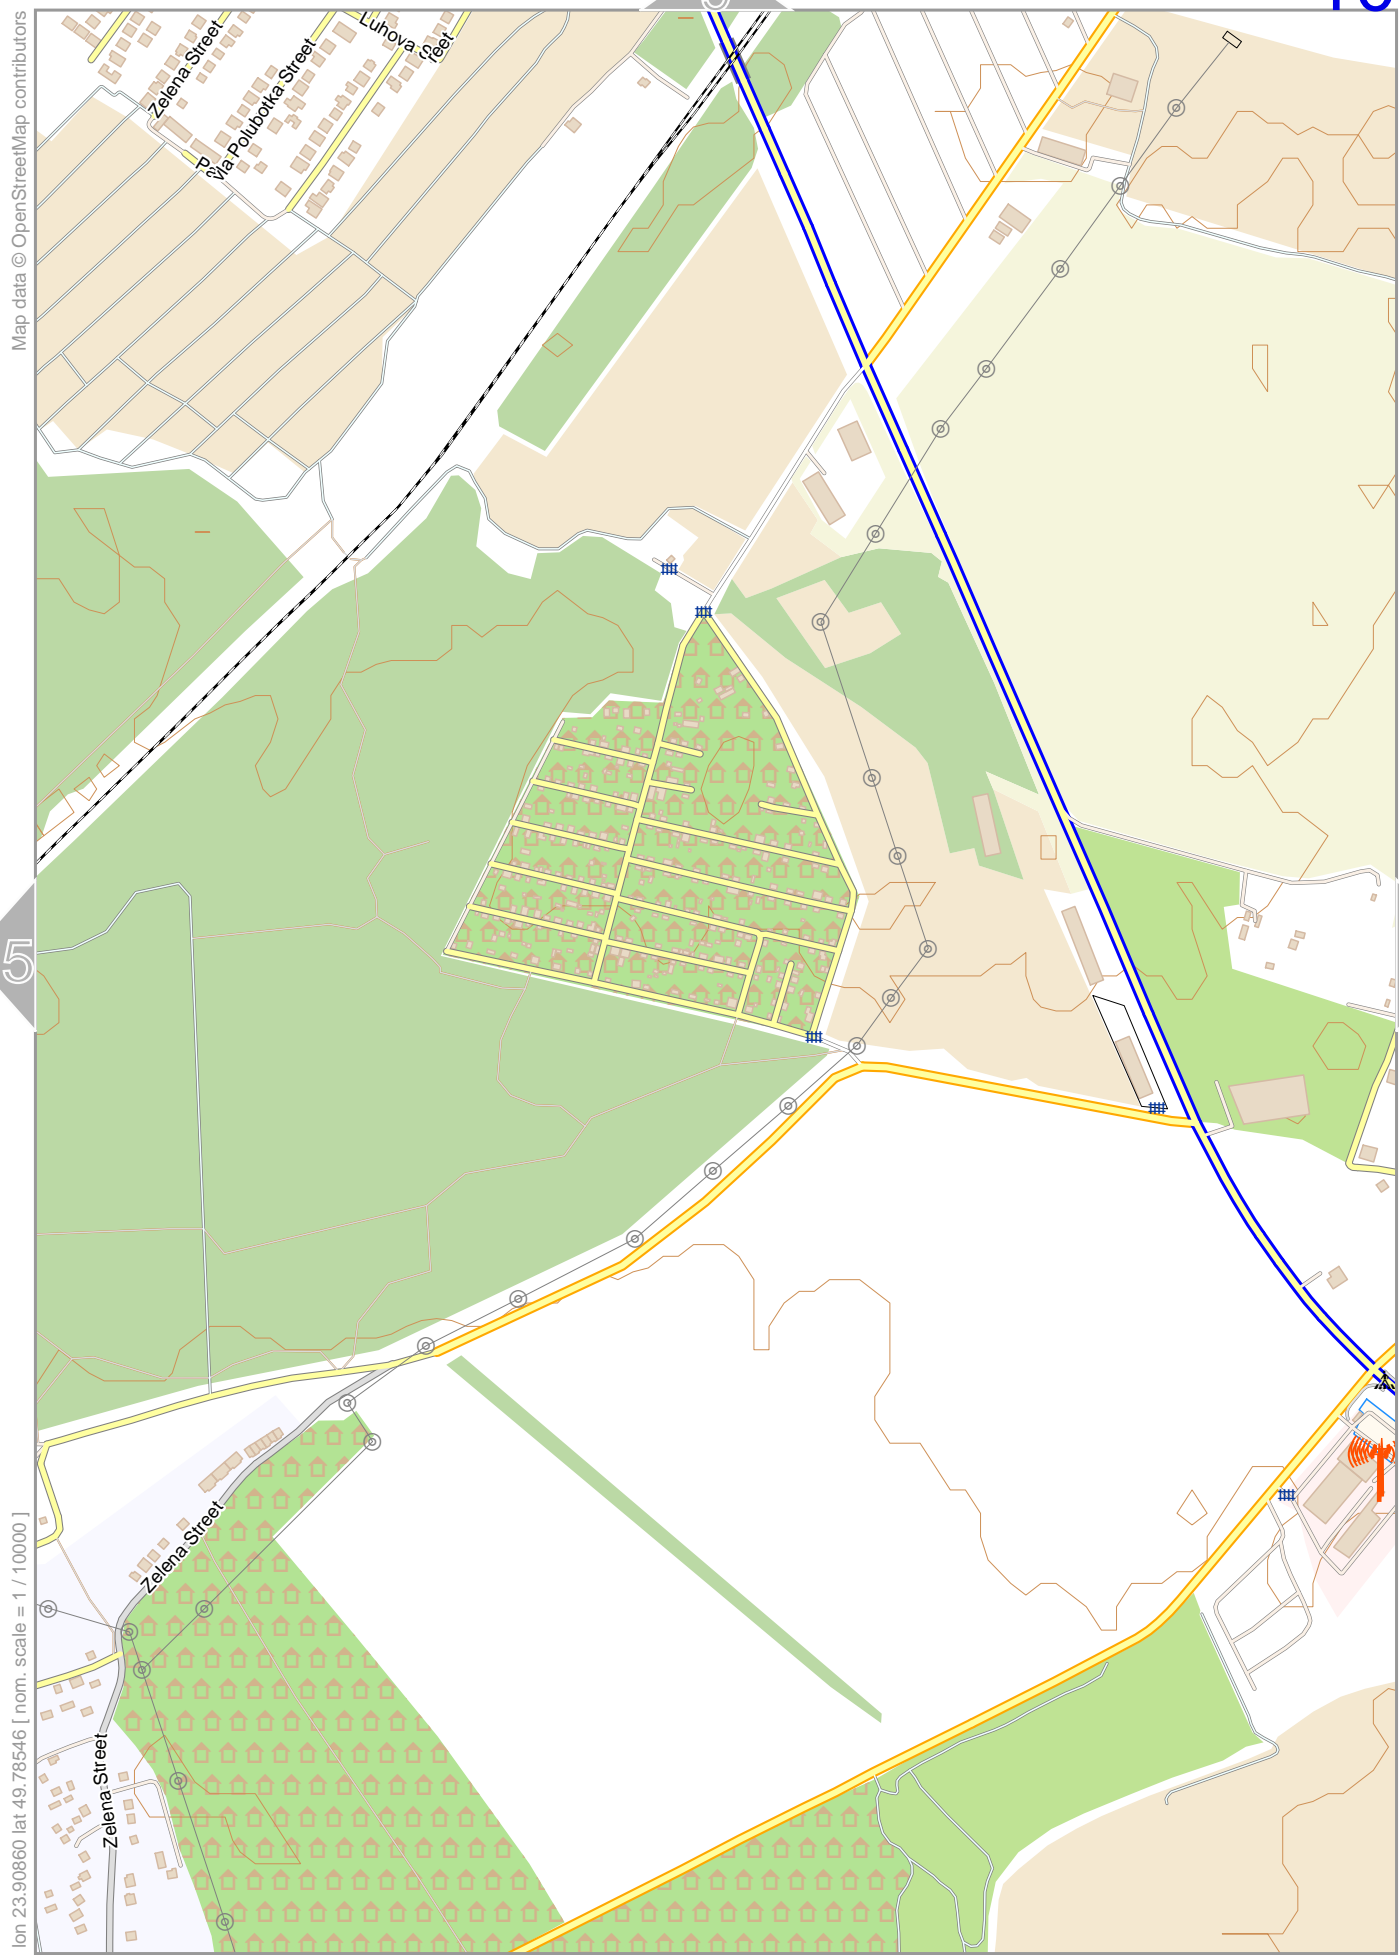 Map data © OpenStreetMap contributors
Zelena Street
Luhova Street
Pavla Polubotka Street
5
Zelena Street
Zelena Street
lon 23.90860 lat 49.78546 [ nom. scale = 1 / 10000 ]